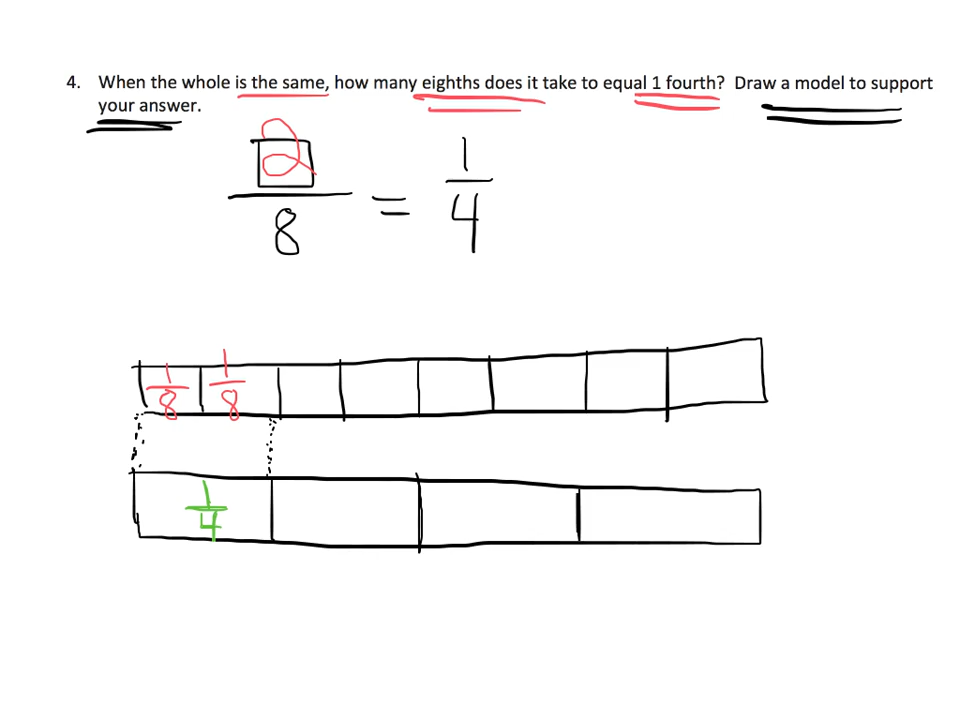 4. When the whole is the same, how many eighths does it take to equal 1 fourth? Draw a model to support
your answer.
2/8 = 1/4
1/8 1/8
1/4